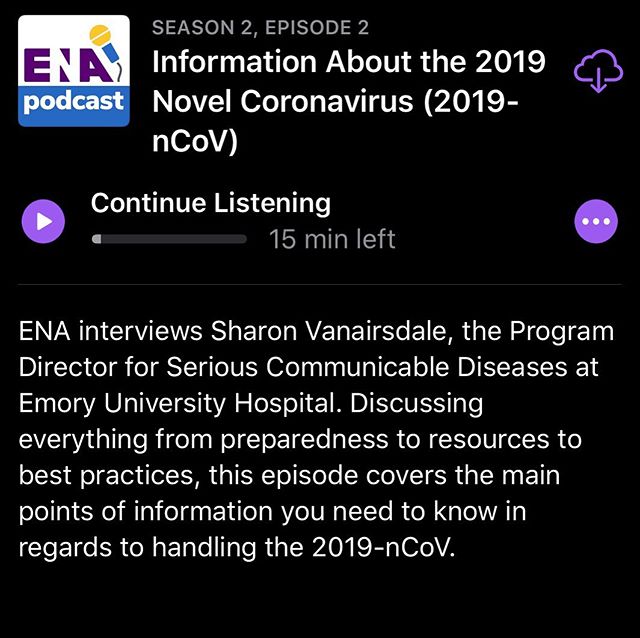 ENA
podcast
SEASON 2, EPISODE 2
Information About the 2019
Novel Coronavirus (2019-
nCoV)
Continue Listening
15 min left
ENA interviews Sharon Vanairsdale, the Program
Director for Serious Communicable Diseases at
Emory University Hospital. Discussing
everything from preparedness to resources to
best practices, this episode covers the main
points of information you need to know in
regards to handling the 2019-nCoV.